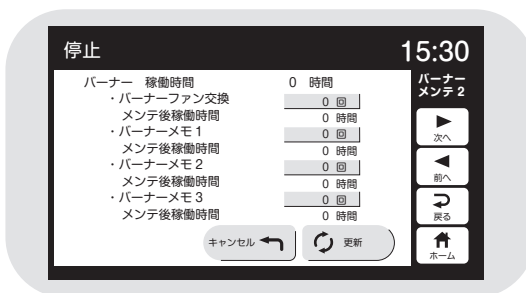 停止 15:30
バーナー 稼働時間 0 時間
・バーナーファン交換 0 回
メンテ後稼働時間 0 時間
・バーナーメモ1 0 回
メンテ後稼働時間 0 時間
・バーナーメモ2 0 回
メンテ後稼働時間 0 時間
・バーナーメモ3 0 回
メンテ後稼働時間 0 時間
キャンセル 更新
バーナー
メンテ2
次へ
前へ
戻る
ホーム